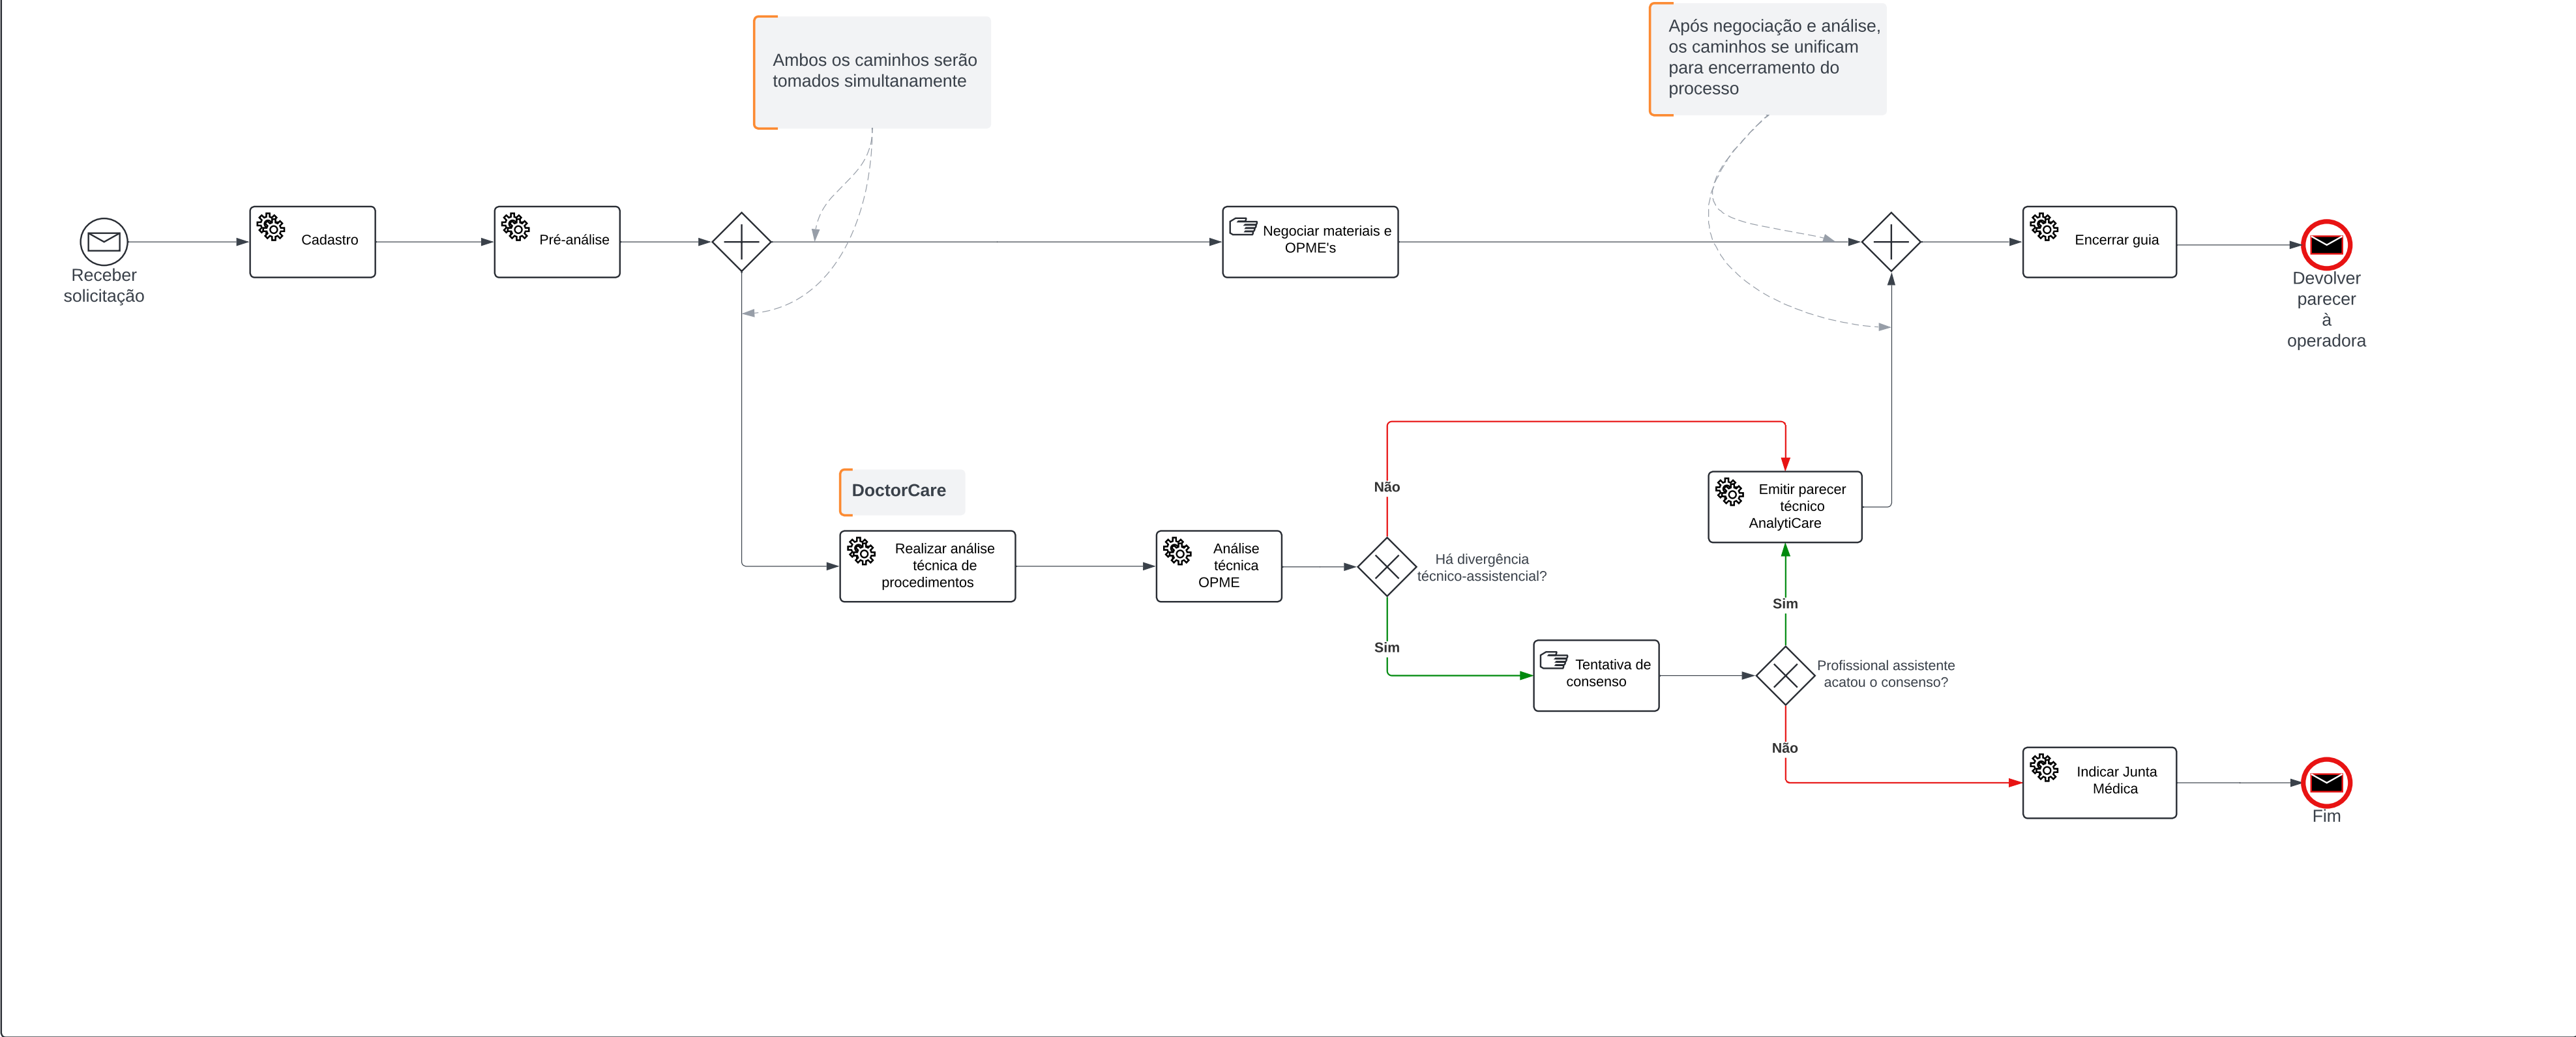 Ambos os caminhos serão
tomados simultanamente
Após negociação e análise,
os caminhos se unificam
para encerramento do
processo
Receber
solicitação
Cadastro
Pré-análise
Negociar materiais e
OPME's
Encerrar guia
Devolver
parecer
à
operadora
DoctorCare
Realizar análise
técnica de
procedimentos
Análise
técnica
OPME
Não
Há divergência
técnico-assistencial?
Sim
Emitir parecer
técnico
AnalytiCare
Sim
Tentativa de
consenso
Profissional assistente
acatou o consenso?
Não
Indicar Junta
Médica
Fim